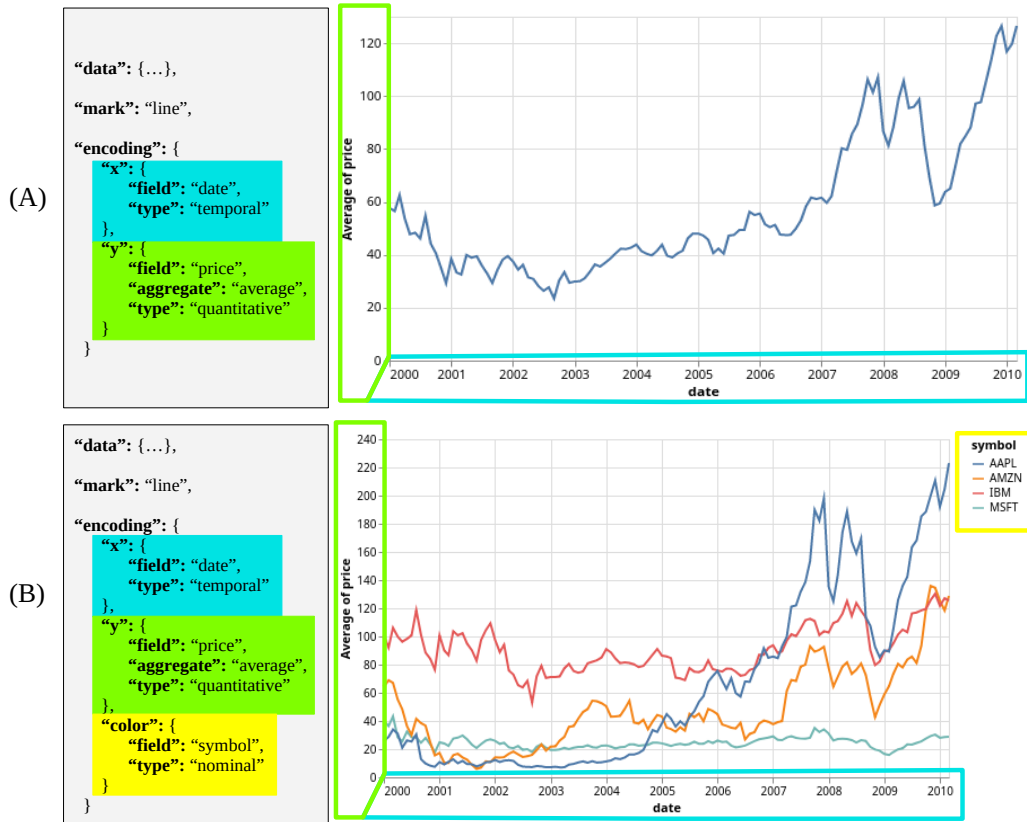 (A)
“data”: {…},
“mark”: “line”,
“encoding”: {
“x”: {
“field”: “date”,
“type”: “temporal”
},
“y”: {
“field”: “price”,
“aggregate”: “average”,
“type”: “quantitative”
}
}
Average of price
120
100
80
60
40
20
0
2000 2001 2002 2003 2004 2005 2006 2007 2008 2009 2010
date
(B)
“data”: {…},
“mark”: “line”,
“encoding”: {
“x”: {
“field”: “date”,
“type”: “temporal”
},
“y”: {
“field”: “price”,
“aggregate”: “average”,
“type”: “quantitative”
},
“color”: {
“field”: “symbol”,
“type”: “nominal”
}
}
Average of price
240
220
200
180
160
140
120
100
80
60
40
20
0
2000 2001 2002 2003 2004 2005 2006 2007 2008 2009 2010
date
symbol
AAPL
AMZN
IBM
MSFT